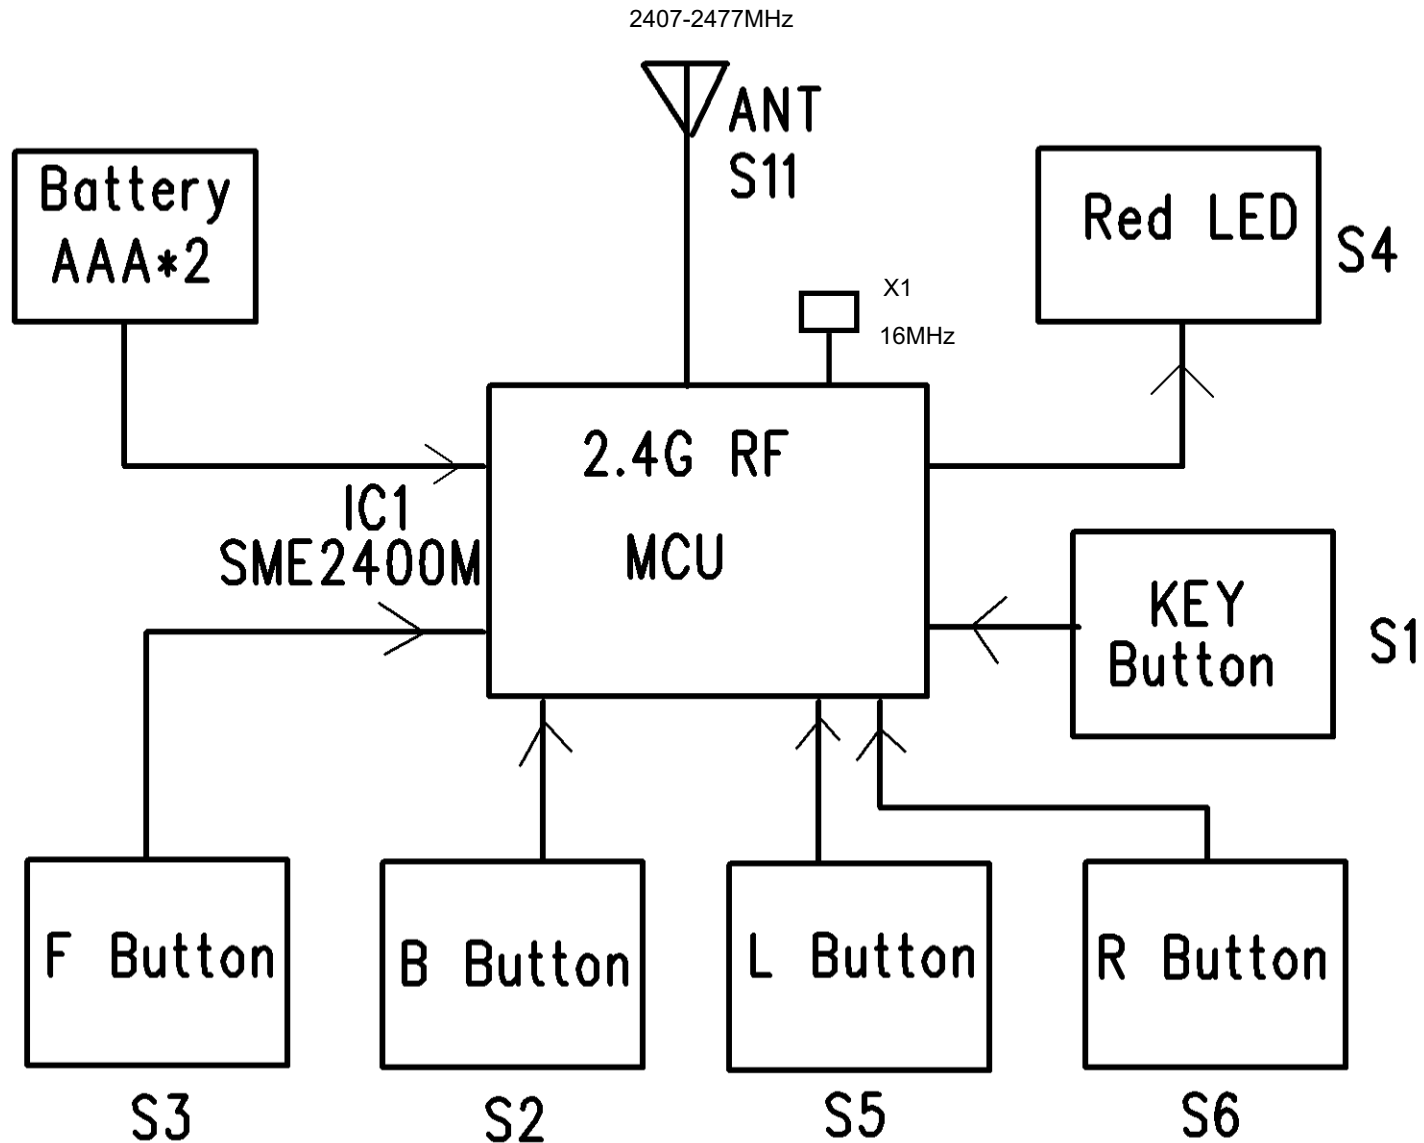 2407-2477MHz
ANT
S11
Battery
AAA*2
Red LED
S4
X1
16MHz
2.4G RF
MCU
IC1
SME2400M
KEY
Button
S1
F Button
B Button
L Button
R Button
S3
S2
S5
S6